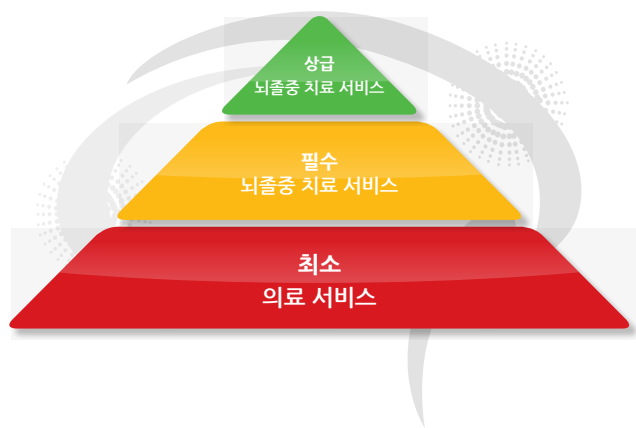 상급
뇌졸중 치료 서비스
필수
뇌졸중 치료 서비스
최소
의료 서비스